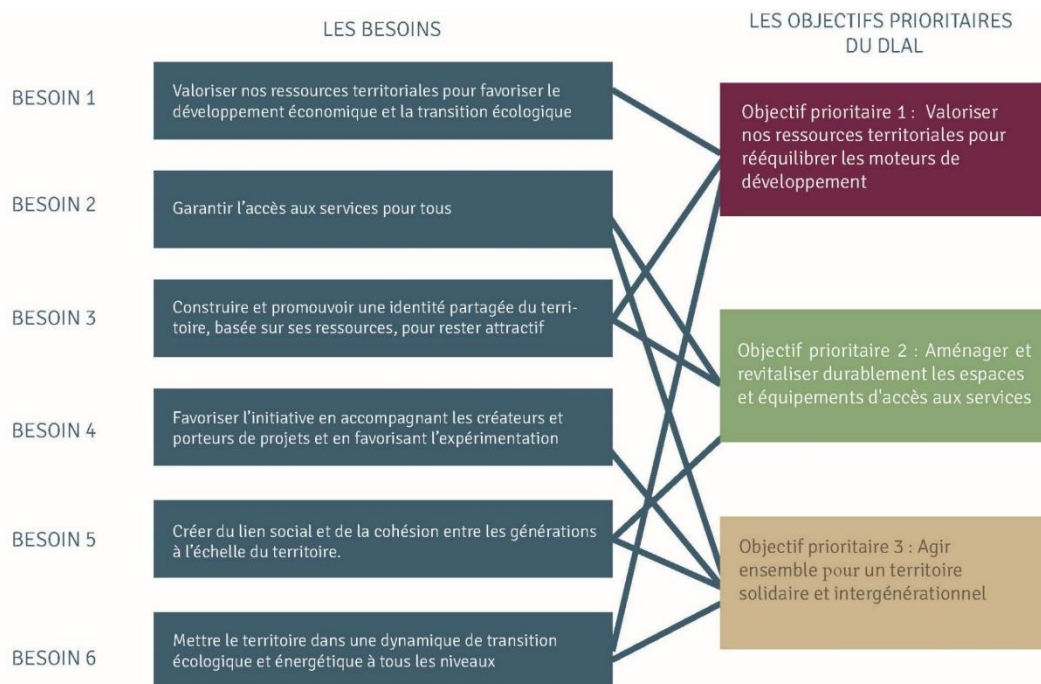 LES BESOINS
LES OBJECTIFS PRIORITAIRES
DU DLAL
BESOIN 1
Valoriser nos ressources territoriales pour favoriser le
développement économique et la transition écologique
BESOIN 2
Garantir l'accès aux services pour tous
BESOIN 3
Construire et promouvoir une identité partagée du terri-
toire, basée sur ses ressources, pour rester attractif
BESOIN 4
Favoriser l'initiative en accompagnant les créateurs et
porteurs de projets et en favorisant l'expérimentation
BESOIN 5
Créer du lien social et de la cohésion entre les générations
à l'échelle du territoire.
BESOIN 6
Mettre le territoire dans une dynamique de transition
écologique et énergétique à tous les niveaux
Objectif prioritaire 1 : Valoriser
nos ressources territoriales pour
rééquilibrer les moteurs de
développement
Objectif prioritaire 2 : Aménager et
revitaliser durablement les espaces
et équipements d'accès aux services
Objectif prioritaire 3 : Agir
ensemble pour un territoire
solidaire et intergénérationnel